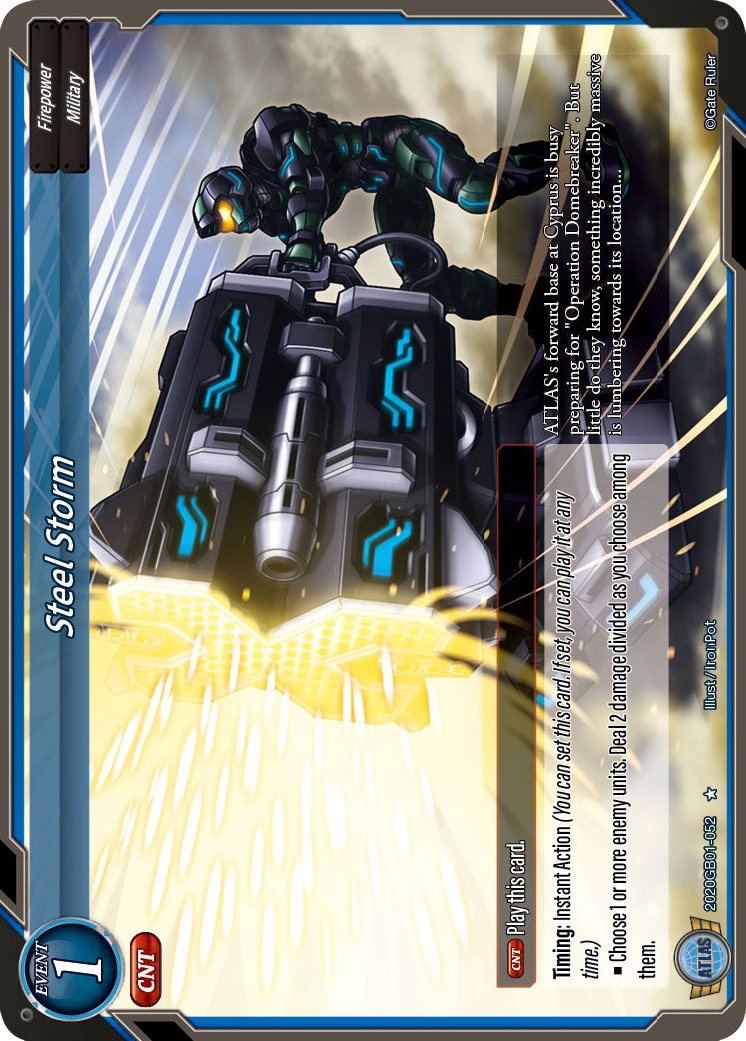 EVENT
1
CNT
Steel Storm
Firepower
Military
CNT Play this card.
Timing: Instant Action (You can set this card. If set, you can play it at any
time.)
■ Choose 1 or more enemy units. Deal 2 damage divided as you choose among
them.
ATLAS's forward base at Cyprus is busy
preparing for "Operation Domebreaker". But
little do they know, something incredibly massive
is lumbering towards its location...
ATLAS
2020GB01-052 ★
Illust/Iron Pot
©Gate Ruler